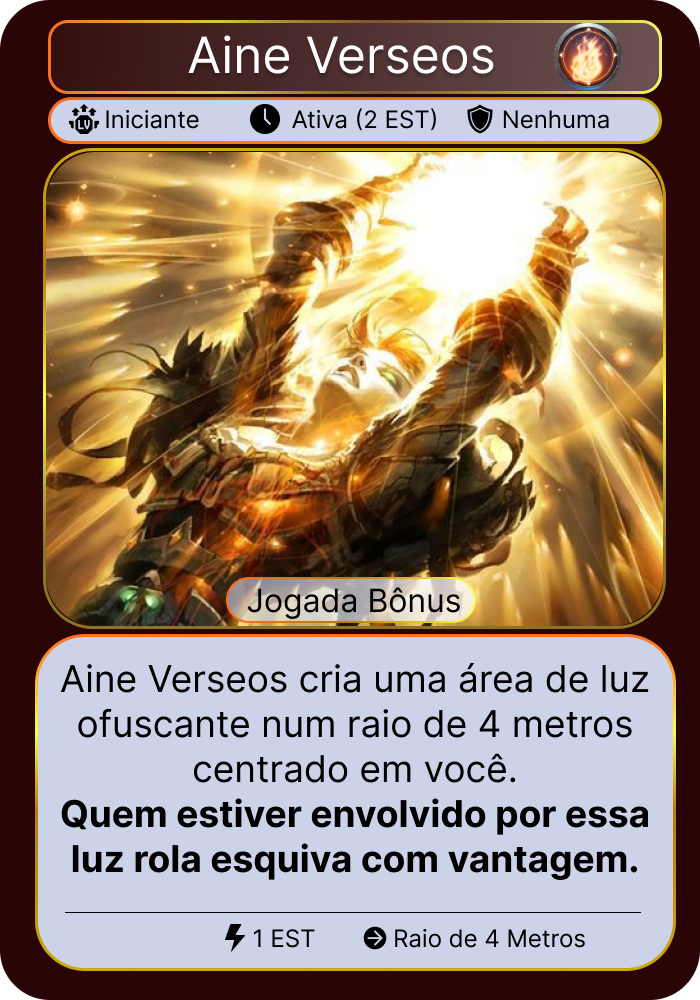 Aine Verseos
LV Iniciante Ativa (2 EST) Nenhuma
Jogada Bônus
Aine Verseos cria uma área de luz
ofuscante num raio de 4 metros
centrado em você.
Quem estiver envolvido por essa
luz rola esquiva com vantagem.
1 EST Raio de 4 Metros